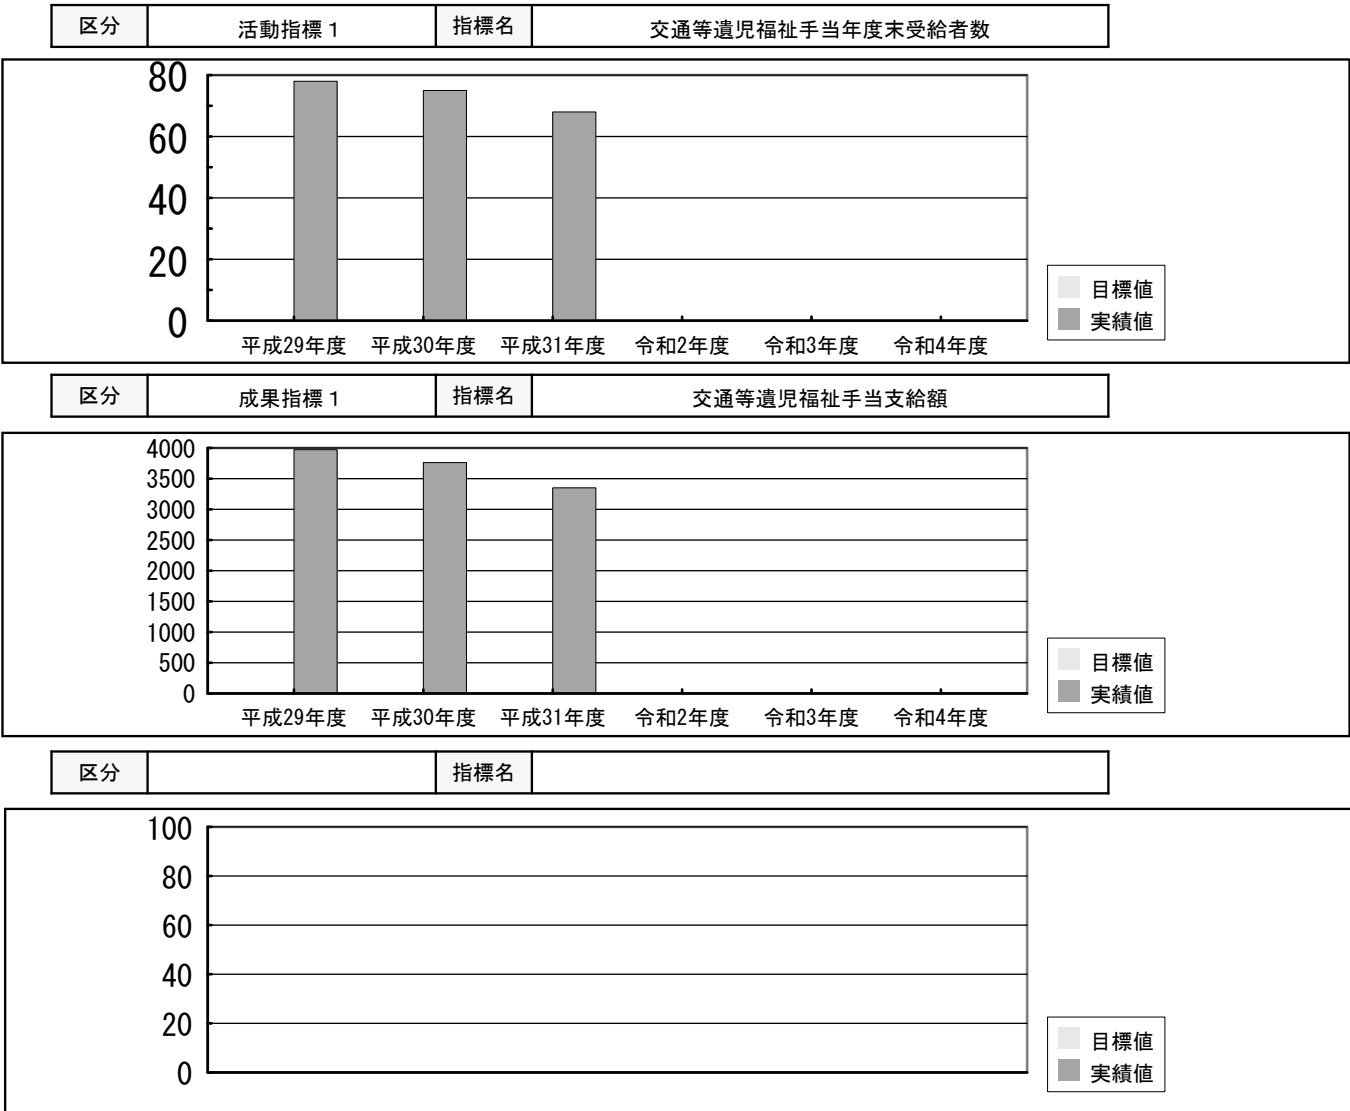 区分 活動指標１ 指標名 交通等遺児福祉手当年度末受給者数
80
60
40
20
0
平成29年度 平成30年度 平成31年度 令和2年度 令和3年度 令和4年度
目標値
実績値
区分 成果指標１ 指標名 交通等遺児福祉手当支給額
4000
3500
3000
2500
2000
1500
1000
500
0
平成29年度 平成30年度 平成31年度 令和2年度 令和3年度 令和4年度
目標値
実績値
区分 指標名
100
80
60
40
20
0
目標値
実績値